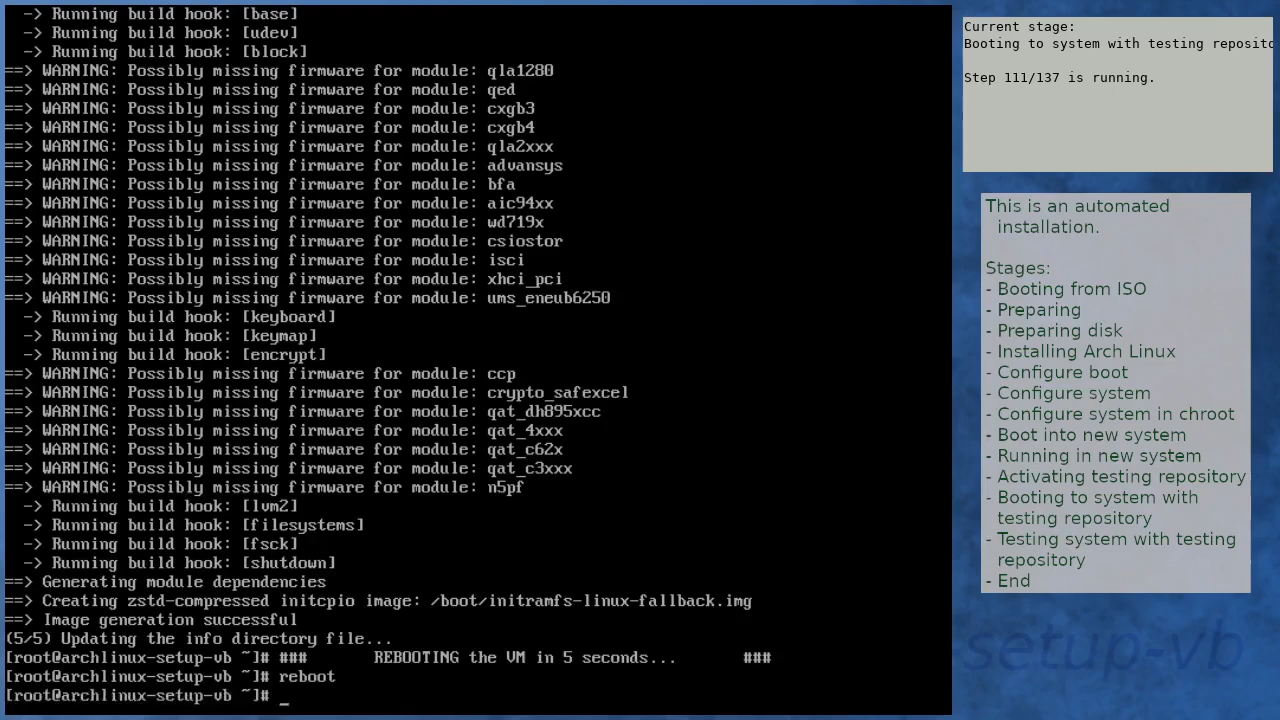 -> Running build hook: [base]
-> Running build hook: [udev]
-> Running build hook: [block]
==> WARNING: Possibly missing firmware for module: qla1280
==> WARNING: Possibly missing firmware for module: qed
==> WARNING: Possibly missing firmware for module: cxgb3
==> WARNING: Possibly missing firmware for module: cxgb4
==> WARNING: Possibly missing firmware for module: qla2xxx
==> WARNING: Possibly missing firmware for module: advansys
==> WARNING: Possibly missing firmware for module: bfa
==> WARNING: Possibly missing firmware for module: aic94xx
==> WARNING: Possibly missing firmware for module: wd719x
==> WARNING: Possibly missing firmware for module: csiostor
==> WARNING: Possibly missing firmware for module: isci
==> WARNING: Possibly missing firmware for module: xhci_pci
==> WARNING: Possibly missing firmware for module: ums_eneub6250
-> Running build hook: [keyboard]
-> Running build hook: [keymap]
-> Running build hook: [encrypt]
==> WARNING: Possibly missing firmware for module: ccp
==> WARNING: Possibly missing firmware for module: crypto_safexcel
==> WARNING: Possibly missing firmware for module: qat_dh895xcc
==> WARNING: Possibly missing firmware for module: qat_4xxx
==> WARNING: Possibly missing firmware for module: qat_c62x
==> WARNING: Possibly missing firmware for module: qat_c3xxx
==> WARNING: Possibly missing firmware for module: n5pf
-> Running build hook: [lvm2]
-> Running build hook: [filesystems]
-> Running build hook: [fsck]
-> Running build hook: [shutdown]
==> Generating module dependencies
==> Creating zstd-compressed initcpio image: /boot/initramfs-linux-fallback.img
==> Image generation successful
(5/5) Updating the info directory file...
[root@archlinux-setup-vb ~]# ### REBOOTING the VM in 5 seconds... ###
[root@archlinux-setup-vb ~]# reboot
[root@archlinux-setup-vb ~]# _
Current stage:
Booting to system with testing reposito
Step 111/137 is running.
This is an automated
installation.
Stages:
- Booting from ISO
- Preparing
- Preparing disk
- Installing Arch Linux
- Configure boot
- Configure system
- Configure system in chroot
- Boot into new system
- Running in new system
- Activating testing repository
- Booting to system with
testing repository
- Testing system with testing
repository
- End
setup-vb